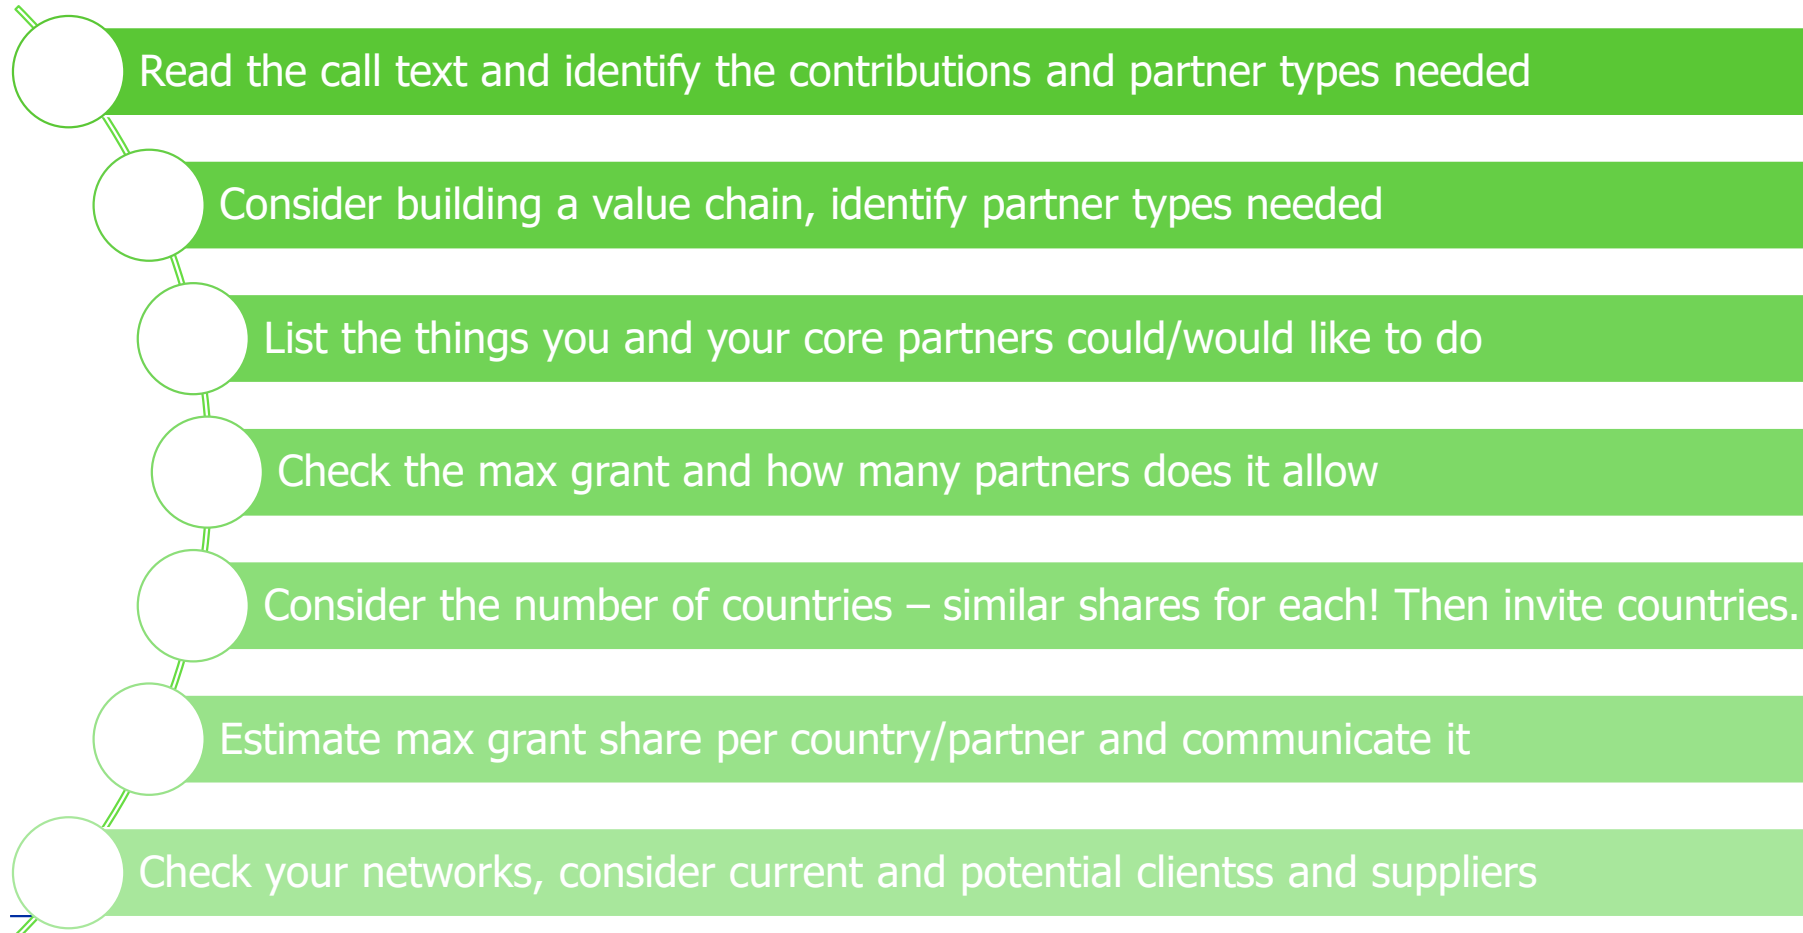 Read the call text and identify the contributions and partner types needed
Consider building a value chain, identify partner types needed
List the things you and your core partners could/would like to do
Check the max grant and how many partners does it allow
Consider the number of countries – similar shares for each! Then invite countries.
Estimate max grant share per country/partner and communicate it
Check your networks, consider current and potential clientss and suppliers